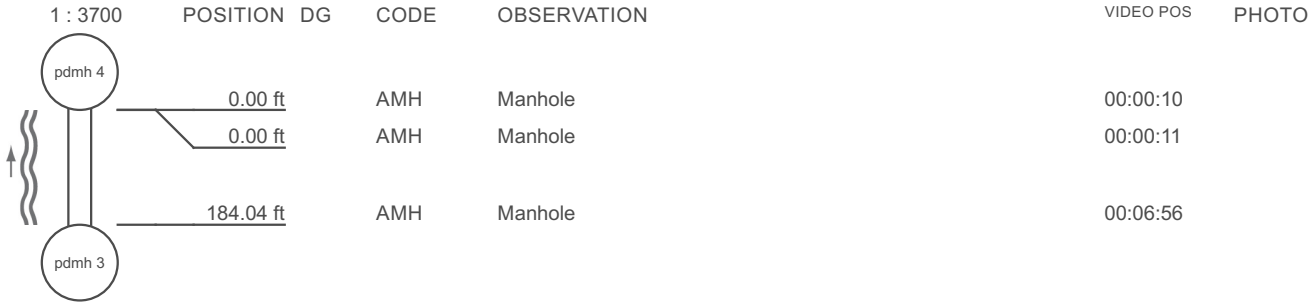 1 : 3700 POSITION DG CODE OBSERVATION VIDEO POS PHOTO
pdmh 4
0.00 ft AMH Manhole 00:00:10
0.00 ft AMH Manhole 00:00:11
184.04 ft AMH Manhole 00:06:56
pdmh 3